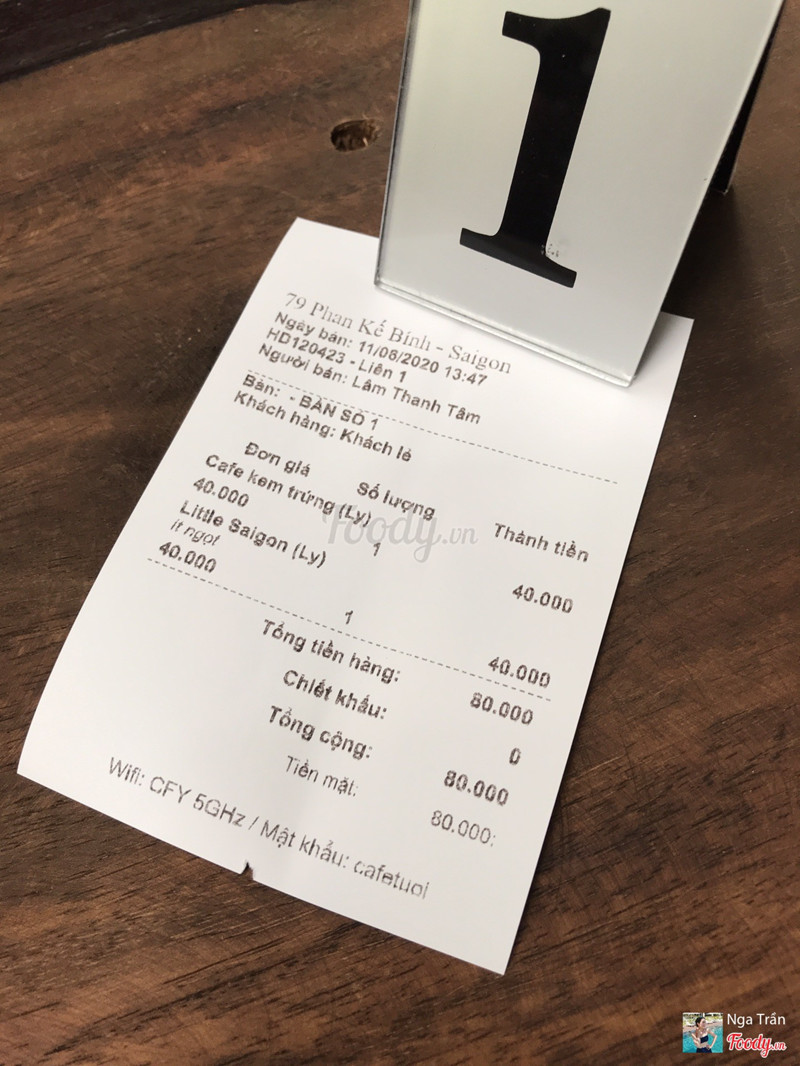 1
79 Phan Kế Bính - Saigon
Ngày bán: 11/06/2020 13:47
HD120423 - Liên 1
Người bán: Lâm Thanh Tâm
Bàn: - BÀN SỐ 1
Khách hàng: Khách lẻ
Đơn giá Số lượng Thành tiền
Cafe kem trứng (Ly)
40.000 1 40.000
Little Saigon (Ly)
ít ngọt
40.000 1 40.000
Tổng tiền hàng: 80.000
Chiết khấu: 0
Tổng cộng: 80.000
Tiền mặt: 80.000:
Wifi: CFY 5GHz / Mật khẩu: cafetuoi
Foody.vn
Nga Trần
Foody.vn